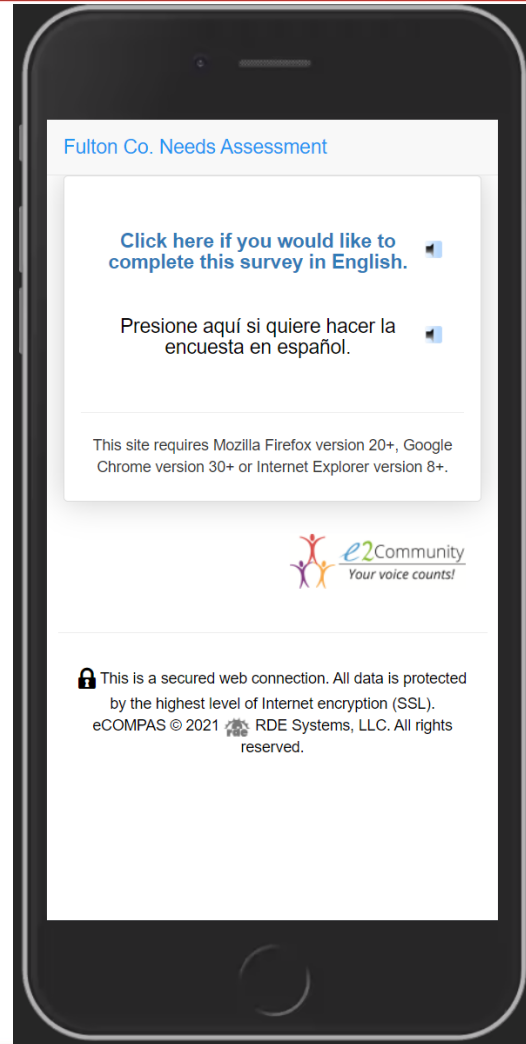 Fulton Co. Needs Assessment
Click here if you would like to
complete this survey in English.
Presione aquí si quiere hacer la
encuesta en español.
This site requires Mozilla Firefox version 20+, Google
Chrome version 30+ or Internet Explorer version 8+.
e2Community
Your voice counts!
This is a secured web connection. All data is protected
by the highest level of Internet encryption (SSL).
eCOMPAS © 2021 rde RDE Systems, LLC. All rights
reserved.